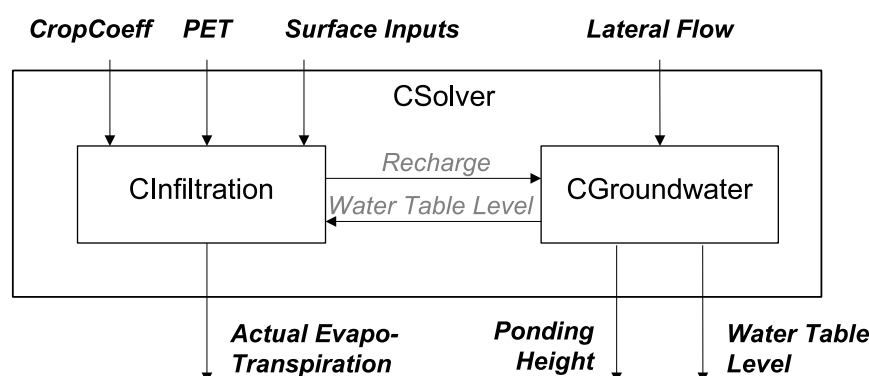 CropCoeff PET Surface Inputs Lateral Flow
CSolver
Recharge
CInfiltration CGroundwater
Water Table Level
Actual Evapo-
Transpiration
Ponding
Height
Water Table
Level